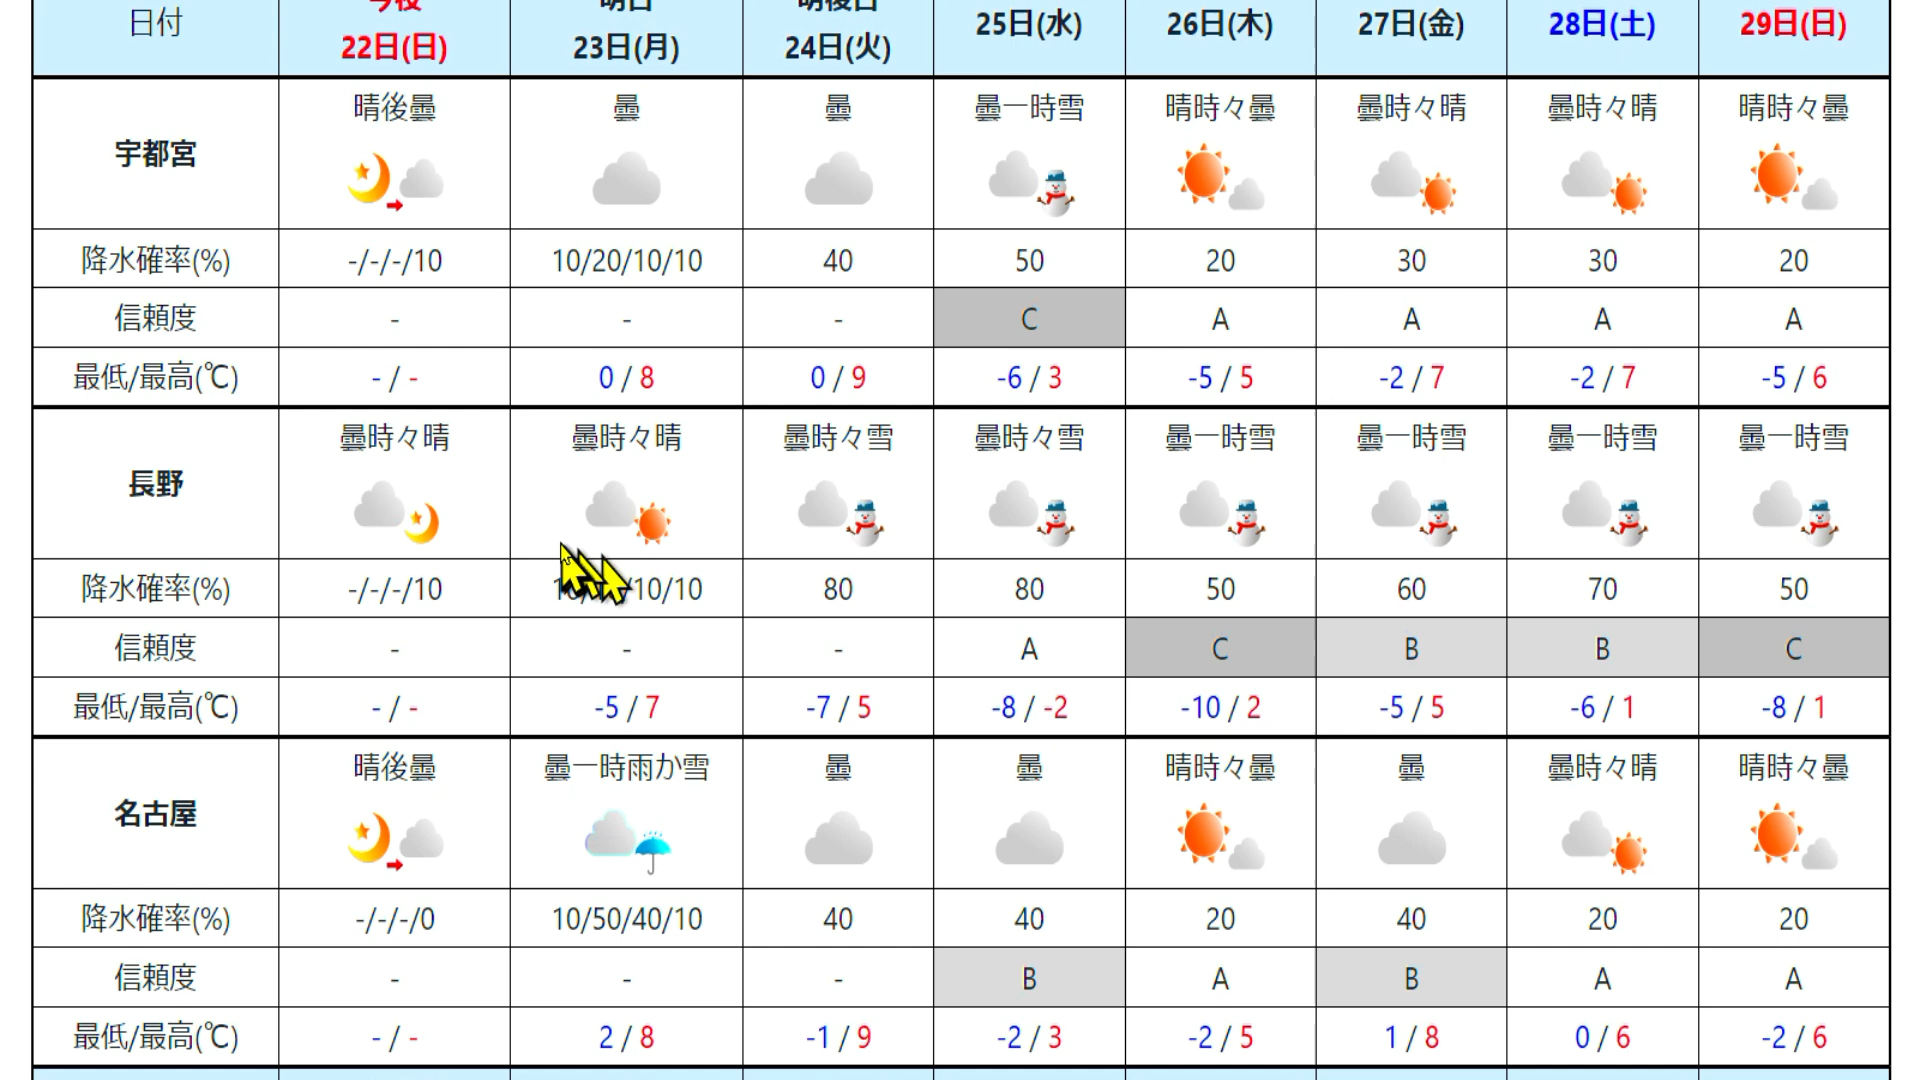 日付 今夜 明日 明後日 25日(水) 26日(木) 27日(金) 28日(土) 29日(日)
22日(日) 23日(月) 24日(火)
宇都宮 晴後曇 曇 曇 曇一時雪 晴時々曇 曇時々晴 曇時々晴 晴時々曇
降水確率(%) -/-/-/10 10/20/10/10 40 50 20 30 30 20
信頼度 - - - C A A A A
最低/最高(℃) - / - 0 / 8 0 / 9 -6 / 3 -5 / 5 -2 / 7 -2 / 7 -5 / 6
長野 曇時々晴 曇時々晴 曇時々雪 曇時々雪 曇一時雪 曇一時雪 曇一時雪 曇一時雪
降水確率(%) -/-/-/10 /10/10 80 80 50 60 70 50
信頼度 - - - A C B B C
最低/最高(℃) - / - -5 / 7 -7 / 5 -8 / -2 -10 / 2 -5 / 5 -6 / 1 -8 / 1
名古屋 晴後曇 曇一時雨か雪 曇 曇 晴時々曇 曇 曇時々晴 晴時々曇
降水確率(%) -/-/-/0 10/50/40/10 40 40 20 40 20 20
信頼度 - - - B A B A A
最低/最高(℃) - / - 2 / 8 -1 / 9 -2 / 3 -2 / 5 1 / 8 0 / 6 -2 / 6